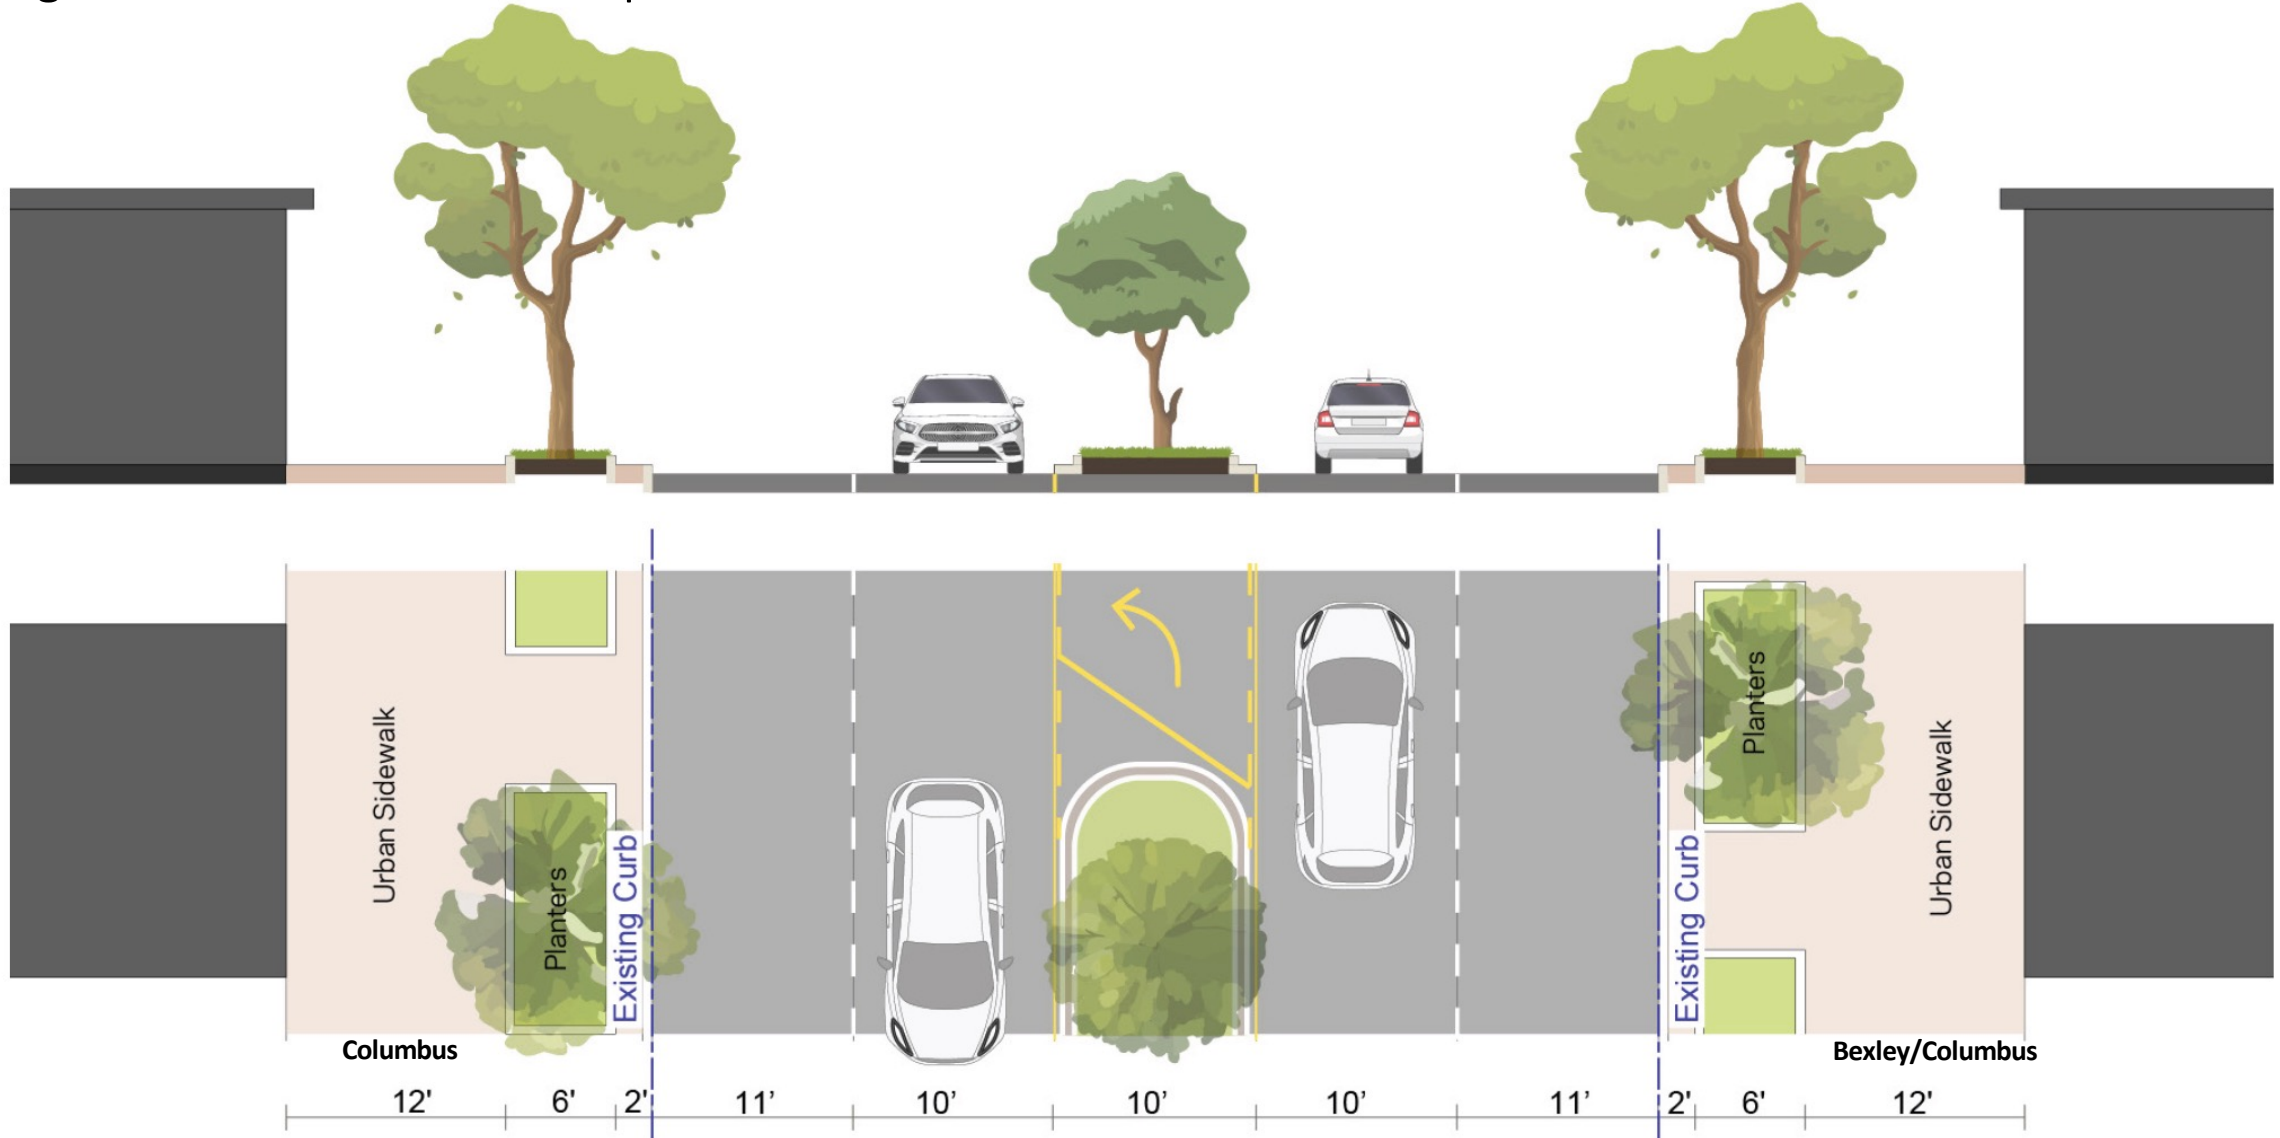 Urban Sidewalk
Planters
Existing Curb
Existing Curb
Planters
Urban Sidewalk
Columbus
Bexley/Columbus
12' 6' 2' 11’ 10’ 10’ 10’ 11’ 2' 6' 12'